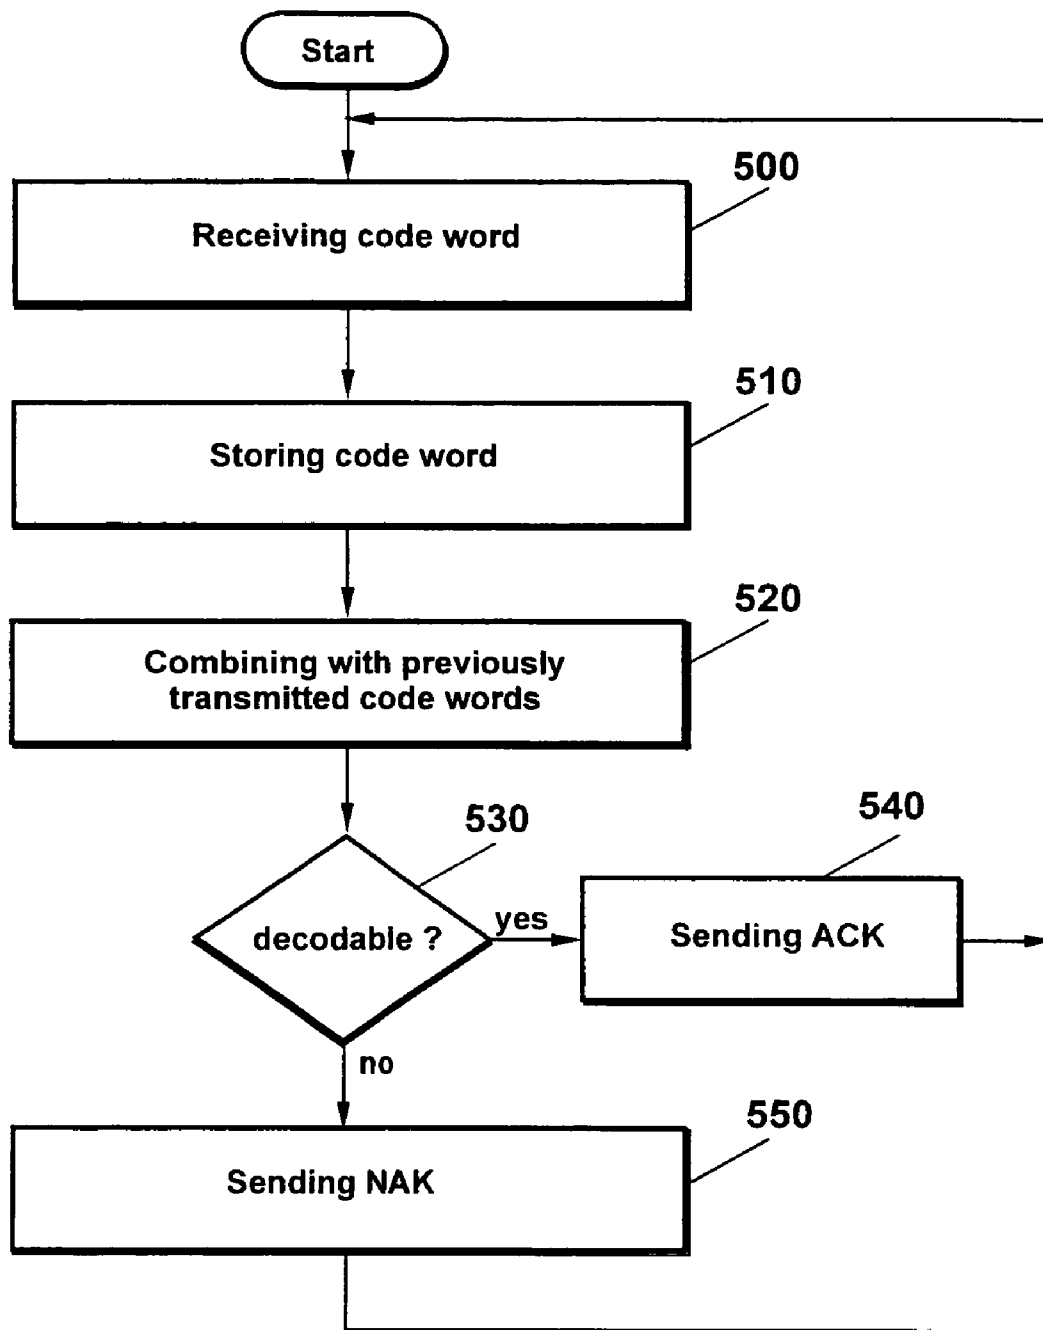 Start
500
Receiving code word
510
Storing code word
520
Combining with previously
transmitted code words
530
540
decodable ?
yes
Sending ACK
no
550
Sending NAK